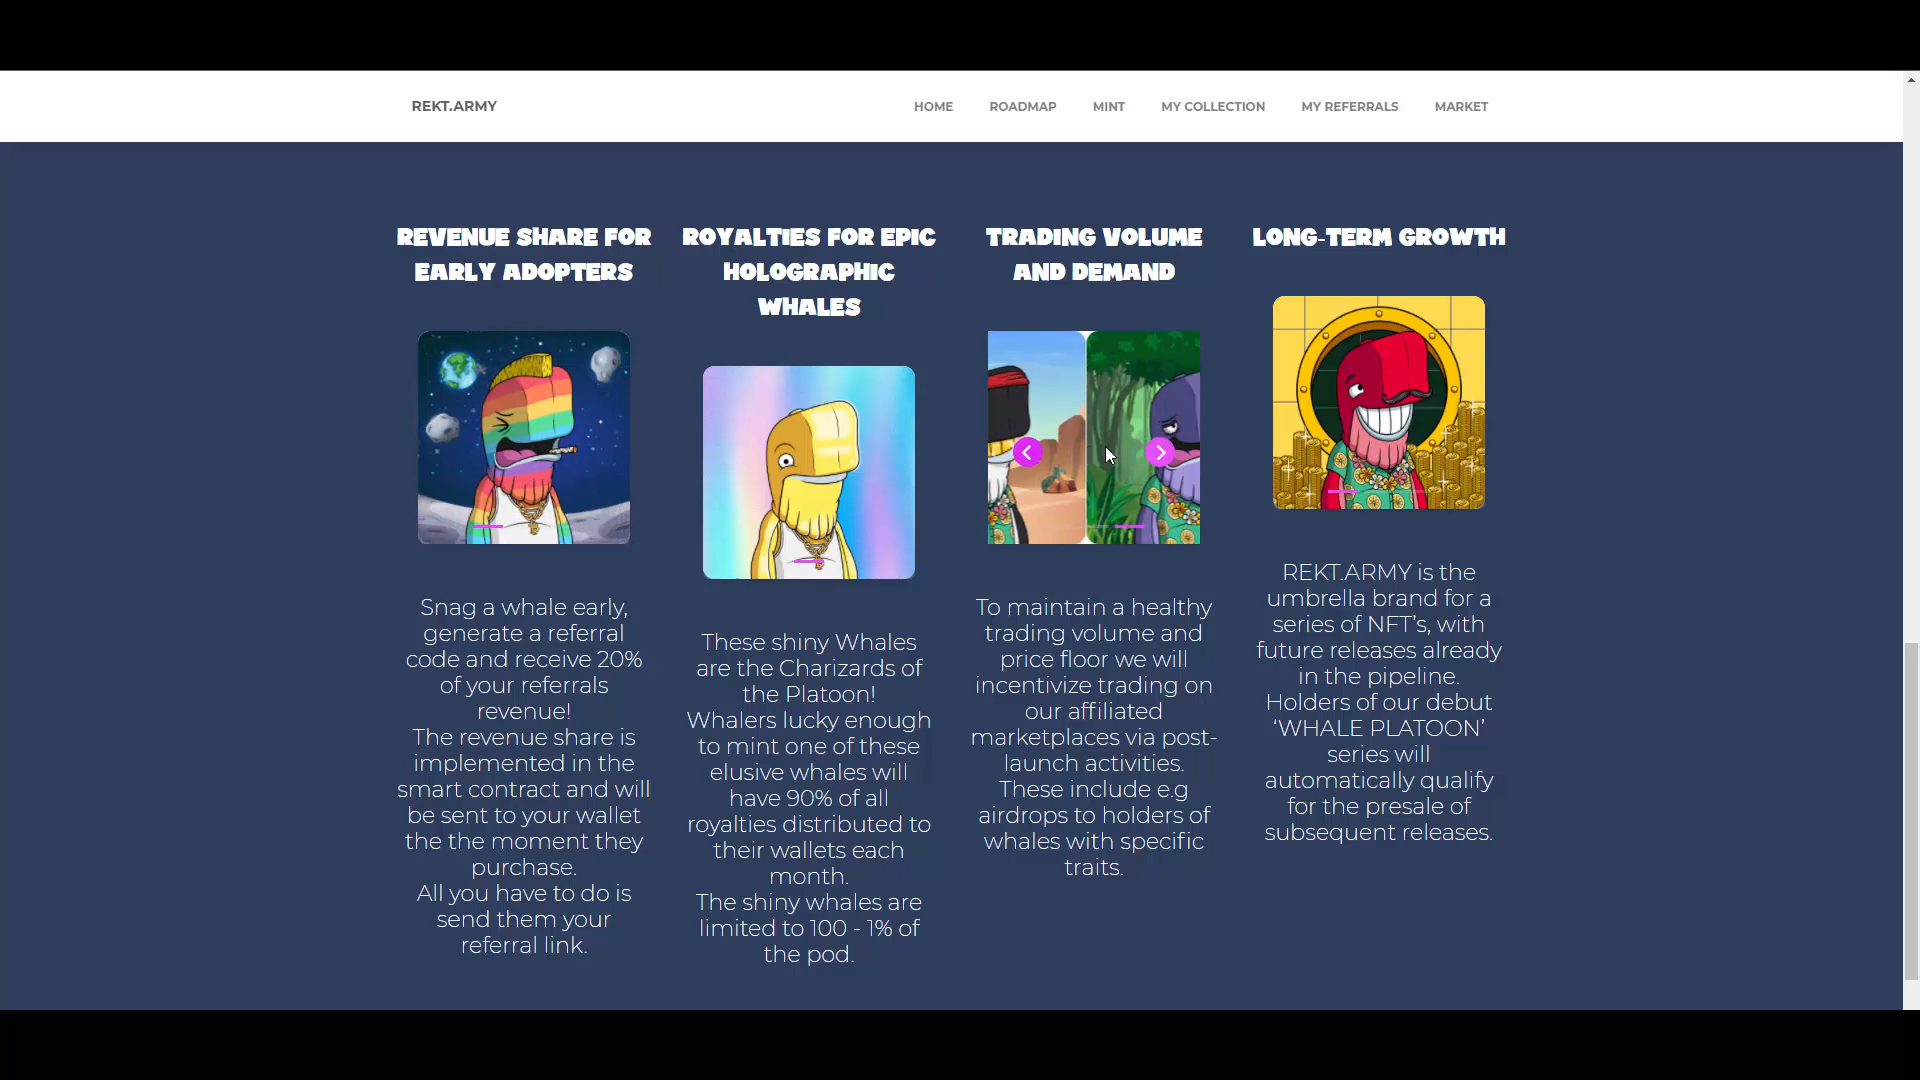 REKT.ARMY
HOME
ROADMAP
MINT
MY COLLECTION
MY REFERRALS
MARKET
REVENUE SHARE FOR
EARLY ADOPTERS
Snag a whale early,
generate a referral
code and receive 20%
of your referrals
revenue!
The revenue share is
implemented in the
smart contract and will
be sent to your wallet
the the moment they
purchase.
All you have to do is
send them your
referral link.
ROYALTIES FOR EPIC
HOLOGRAPHIC
WHALES
These shiny Whales
are the Charizards of
the Platoon!
Whalers lucky enough
to mint one of these
elusive whales will
have 90% of all
royalties distributed to
their wallets each
month.
The shiny whales are
limited to 100 - 1% of
the pod.
TRADING VOLUME
AND DEMAND
To maintain a healthy
trading volume and
price floor we will
incentivize trading on
our affiliated
marketplaces via post-
launch activities.
These include e.g
airdrops to holders of
whales with specific
traits.
LONG-TERM GROWTH
REKT.ARMY is the
umbrella brand for a
series of NFT’s, with
future releases already
in the pipeline.
Holders of our debut
‘WHALE PLATOON’
series will
automatically qualify
for the presale of
subsequent releases.